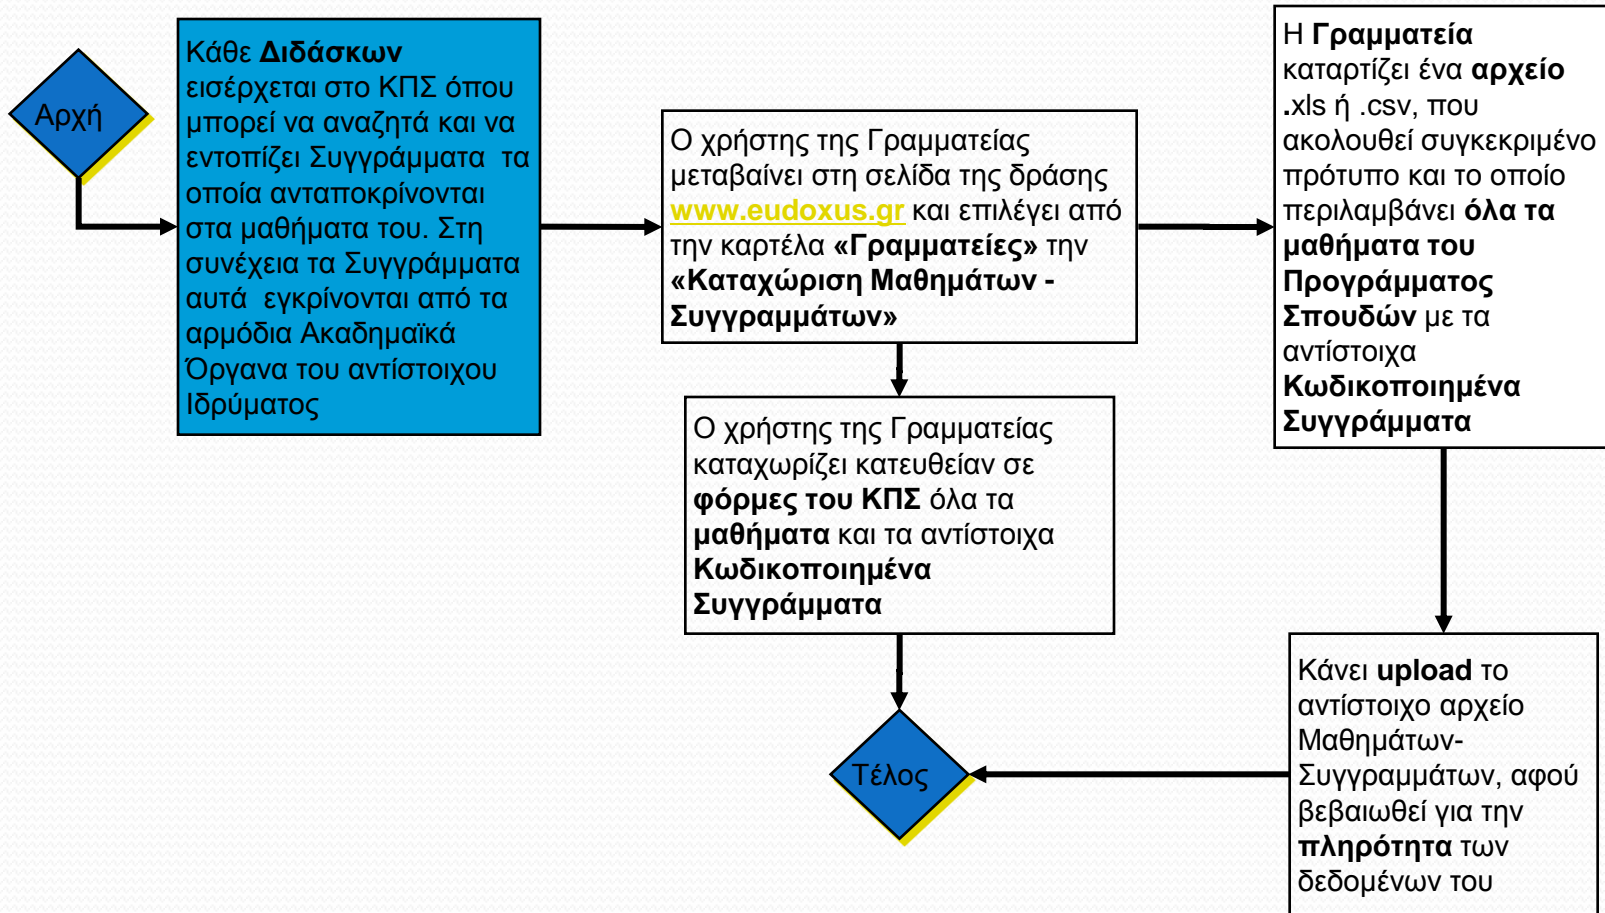 Αρχή
Κάθε Διδάσκων
εισέρχεται στο ΚΠΣ όπου
μπορεί να αναζητά και να
εντοπίζει Συγγράμματα τα
οποία ανταποκρίνονται
στα μαθήματα του. Στη
συνέχεια τα Συγγράμματα
αυτά εγκρίνονται από τα
αρμόδια Ακαδημαϊκά
Όργανα του αντίστοιχου
Ιδρύματος
Ο χρήστης της Γραμματείας
μεταβαίνει στη σελίδα της δράσης
www.eudoxus.gr και επιλέγει από
την καρτέλα «Γραμματείες» την
«Καταχώριση Μαθημάτων -
Συγγραμμάτων»
Η Γραμματεία
καταρτίζει ένα αρχείο
.xls ή .csv, που
ακολουθεί συγκεκριμένο
πρότυπο και το οποίο
περιλαμβάνει όλα τα
μαθήματα του
Προγράμματος
Σπουδών με τα
αντίστοιχα
Κωδικοποιημένα
Συγγράμματα
Ο χρήστης της Γραμματείας
καταχωρίζει κατευθείαν σε
φόρμες του ΚΠΣ όλα τα
μαθήματα και τα αντίστοιχα
Κωδικοποιημένα
Συγγράμματα
Κάνει upload το
αντίστοιχο αρχείο
Μαθημάτων-
Συγγραμμάτων, αφού
βεβαιωθεί για την
πληρότητα των
δεδομένων του
Τέλος